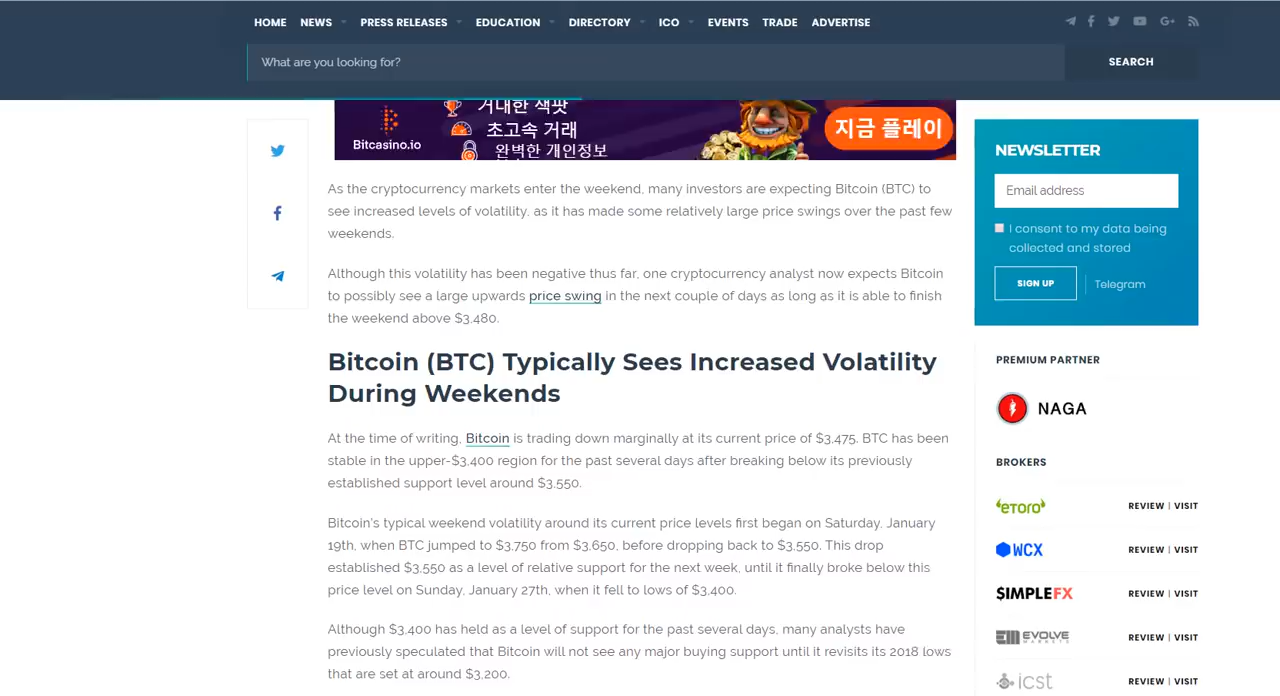 HOME NEWS PRESS RELEASES EDUCATION DIRECTORY ICO EVENTS TRADE ADVERTISE
What are you looking for?
SEARCH
거대한 잭팟
초고속 거래
완벽한 개인정보
Bitcasino.io
지금 플레이
As the cryptocurrency markets enter the weekend, many investors are expecting Bitcoin (BTC) to
see increased levels of volatility, as it has made some relatively large price swings over the past few
weekends.
Although this volatility has been negative thus far, one cryptocurrency analyst now expects Bitcoin
to possibly see a large upwards price swing in the next couple of days as long as it is able to finish
the weekend above $3,480.
Bitcoin (BTC) Typically Sees Increased Volatility
During Weekends
At the time of writing, Bitcoin is trading down marginally at its current price of $3,475. BTC has been
stable in the upper-$3,400 region for the past several days after breaking below its previously
established support level around $3,550.
Bitcoin's typical weekend volatility around its current price levels first began on Saturday, January
19th, when BTC jumped to $3,750 from $3,650, before dropping back to $3,550. This drop
established $3,550 as a level of relative support for the next week, until it finally broke below this
price level on Sunday, January 27th, when it fell to lows of $3,400.
Although $3,400 has held as a level of support for the past several days, many analysts have
previously speculated that Bitcoin will not see any major buying support until it revisits its 2018 lows
that are set at around $3,200.
NEWSLETTER
Email address
I consent to my data being
collected and stored
SIGN UP
Telegram
PREMIUM PARTNER
NAGA
BROKERS
eToro REVIEW | VISIT
WCX REVIEW | VISIT
$IMPLEFX REVIEW | VISIT
EVOLVE MARKETS REVIEW | VISIT
icst REVIEW | VISIT